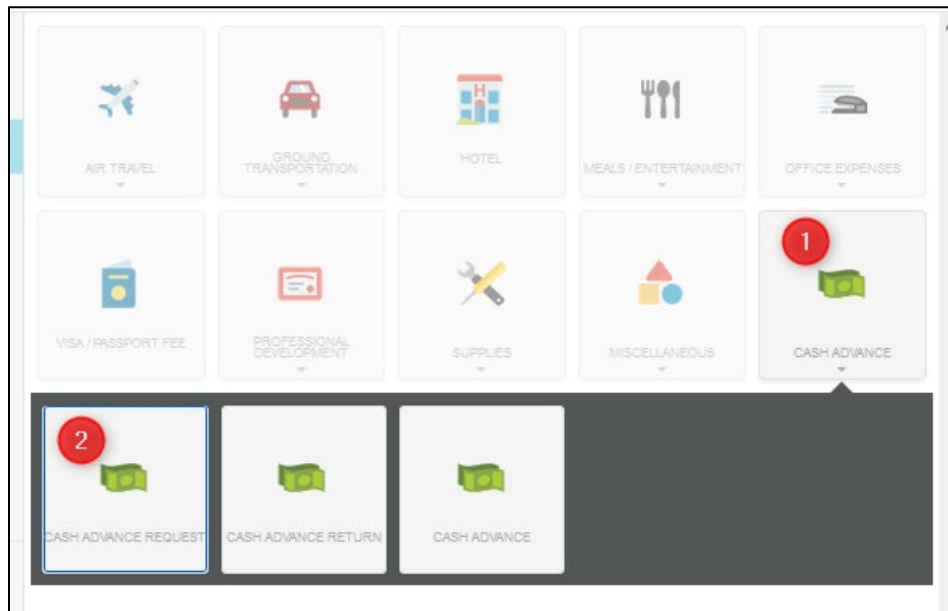 AIR TRAVEL
GROUND
TRANSPORTATION
H
HOTEL
MEALS / ENTERTAINMENT
OFFICE EXPENSES
1
VISA / PASSPORT FEE
PROFESSIONAL
DEVELOPMENT
SUPPLIES
MISCELLANEOUS
CASH ADVANCE
2
CASH ADVANCE REQUEST
CASH ADVANCE RETURN
CASH ADVANCE